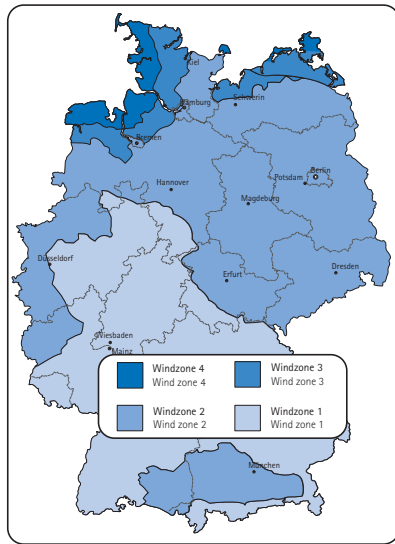 Kiel
Schwerin
Hamburg
Bremen
Berlin
Potsdam
Hannover
Magdeburg
Düsseldorf
Erfurt
Dresden
Wiesbaden
Mainz
Windzone 4
Wind zone 4
Windzone 3
Wind zone 3
Windzone 2
Wind zone 2
Windzone 1
Wind zone 1
München